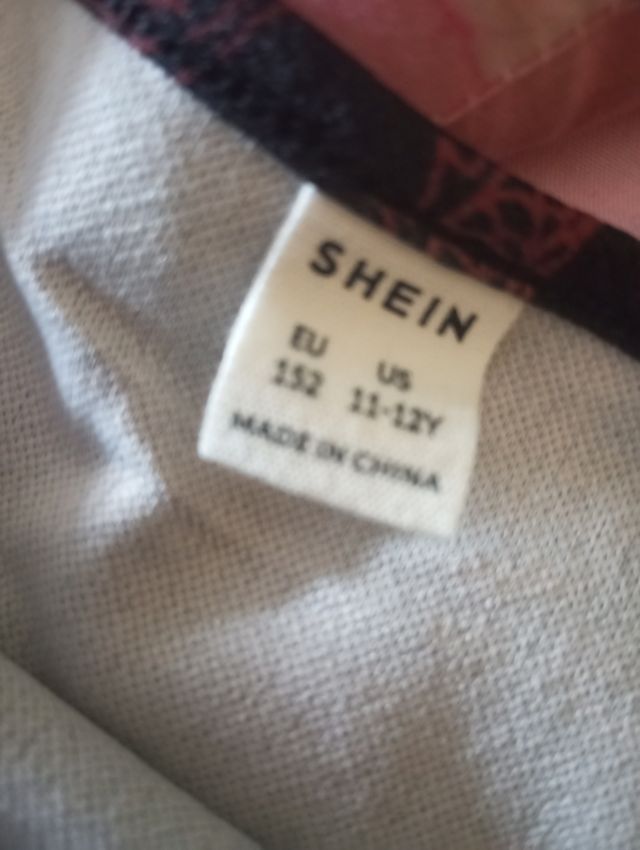 SHEIN
EU US
152 11-12Y
MADE IN CHINA